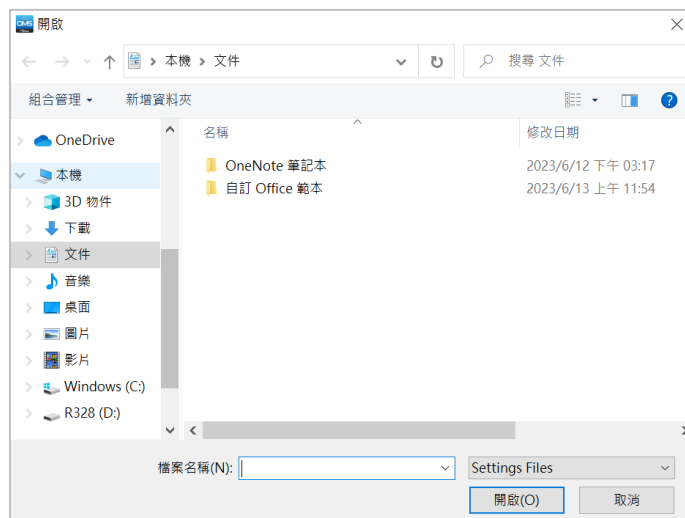 OMS 開啟
本機 文件 搜尋 文件
組合管理 新增資料夾 ?
名稱 修改日期
OneDrive
本機
3D 物件
下載
文件
音樂
桌面
圖片
影片
Windows (C:)
R328 (D:)
OneNote 筆記本 2023/6/12 下午 03:17
自訂 Office 範本 2023/6/13 上午 11:54
檔案名稱(N): Settings Files
開啟(O) 取消